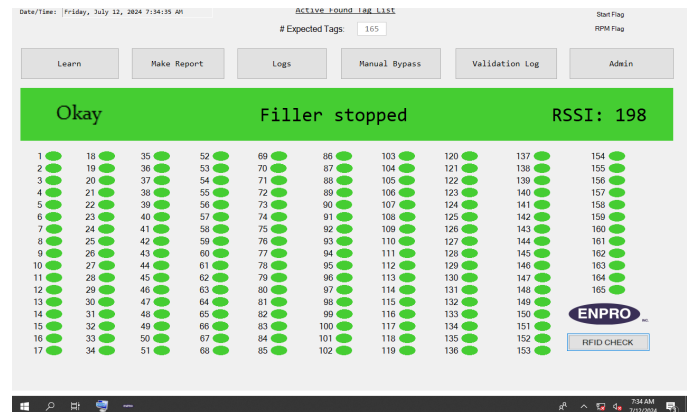 Date/Time: Friday, July 12, 2024 7:34:35 AM
Active Found Tag List
Start Flag
# Expected Tags: 165
RPM Flag
Learn Make Report Logs Manual Bypass Validation Log Admin
Okay Filler stopped RSSI: 198
1 18 35 52 69 86 103 120 137 154
2 19 36 53 70 87 104 121 138 155
3 20 37 54 71 88 105 122 139 156
4 21 38 55 72 89 106 123 140 157
5 22 39 56 73 90 107 124 141 158
6 23 40 57 74 91 108 125 142 159
7 24 41 58 75 92 109 126 143 160
8 25 42 59 76 93 110 127 144 161
9 26 43 60 77 94 111 128 145 162
10 27 44 61 78 95 112 129 146 163
11 28 45 62 79 96 113 130 147 164
12 29 46 63 80 97 114 131 148 165
13 30 47 64 81 98 115 132 149
14 31 48 65 82 99 116 133 150
15 32 49 66 83 100 117 134 151
16 33 50 67 84 101 118 135 152
17 34 51 68 85 102 119 136 153
ENPRO INC.
RFID CHECK
7:34 AM
7/12/2024